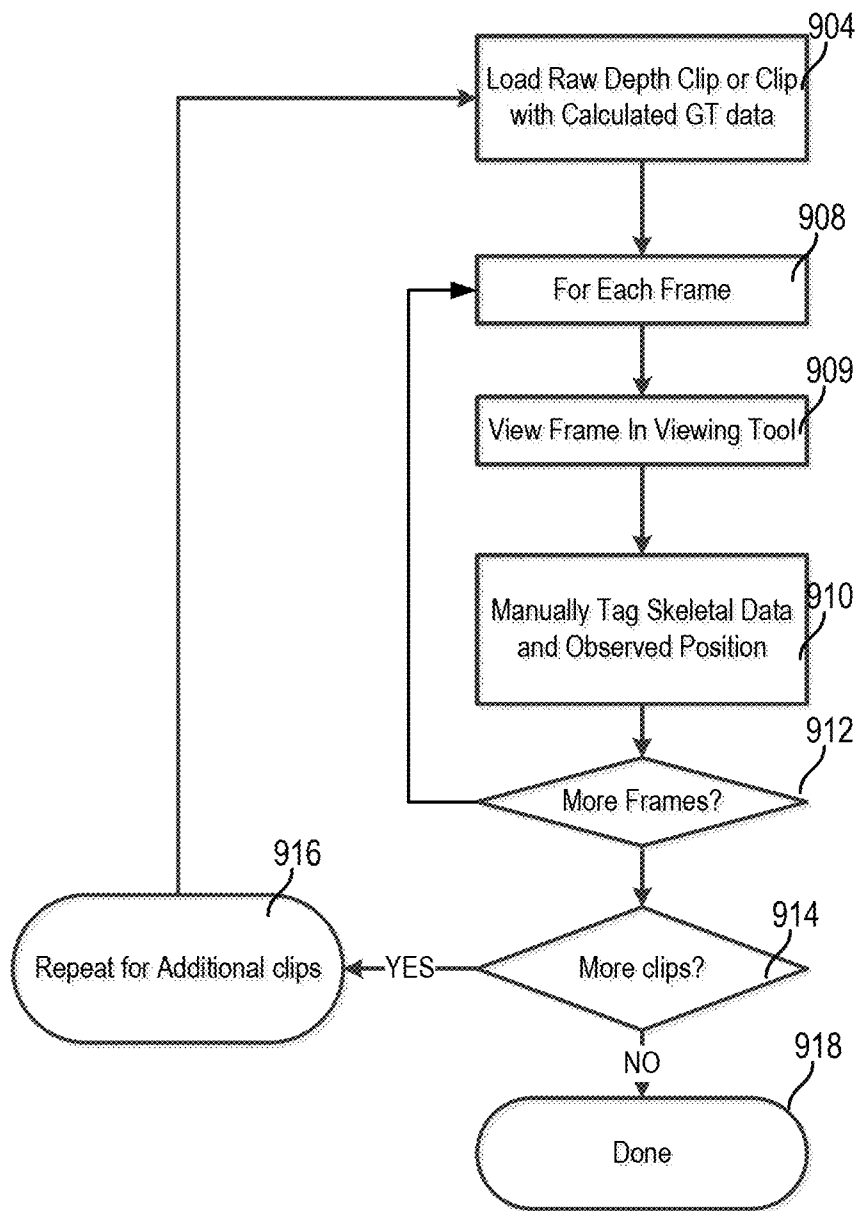 904
Load Raw Depth Clip or Clip
with Calculated GT data
908
For Each Frame
909
View Frame In Viewing Tool
Manually Tag Skeletal Data
and Observed Position
910
912
More Frames?
916
Repeat for Additional clips
YES
More clips?
914
NO
918
Done